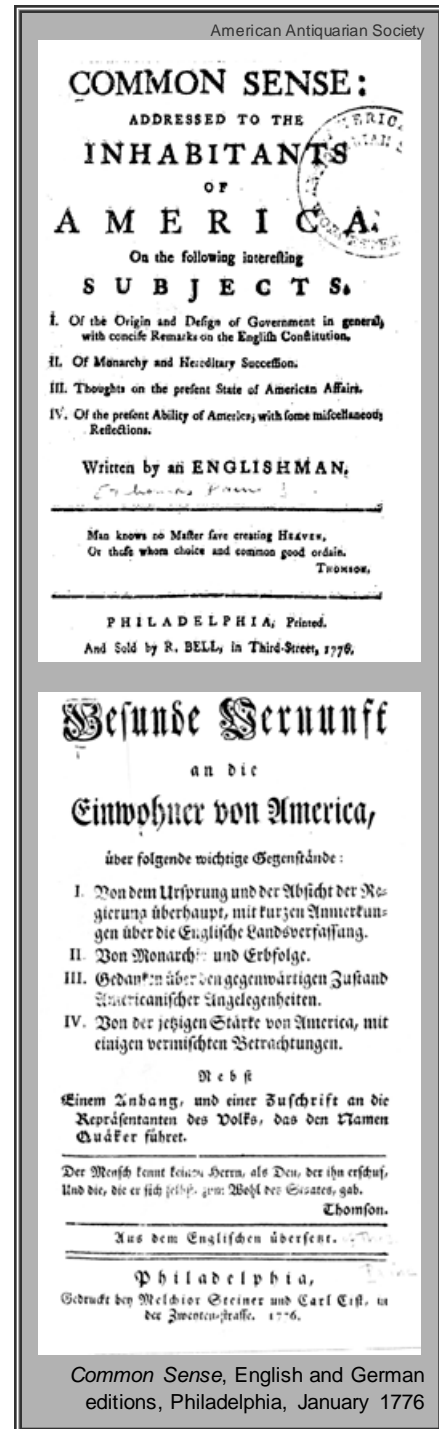 American Antiquarian Society
COMMON SENSE:
ADDRESSED TO THE
INHABITANTS
OF
AMERICA.
On the following intereſting
SUBJECTS.
I. Of the Origin and Deſign of Government in general,
with conciſe Remarks on the Engliſh Conſtitution.
II. Of Monarchy and Hereditary Succeſſion.
III. Thoughts on the preſent State of American Affairs.
IV. Of the preſent Ability of America, with ſome miſcellaneous
Reflections.
Written by an ENGLISHMAN.
Man knows no Maſter ſave creating HEAVEN,
Or thoſe whom choice and common good ordain.
THOMSON.
PHILADELPHIA; Printed.
And Sold by R. BELL, in Third-Street, 1776.
Geſunde Vernunft
an die
Einwohner von America,
über folgende wichtige Gegenſtände:
I. Von dem Urſprung und der Abſicht der Re-
gierung überhaupt, mit kurzen Anmerkun-
gen über die Engliſche Landsverfaſſung.
II. Von Monarchie und Erbfolge.
III. Gedanken über den gegenwärtigen Zuſtand
Americaniſcher Angelegenheiten.
IV. Von der jetzigen Stärke von America, mit
einigen vermiſchten Betrachtungen.
Nebſt
Einem Anhang, und einer Zuſchrift an die
Repräſentanten des Volks, das den Namen
Quäker führet.
Der Menſch kennt keinen Herrn, als Den, der ihn erſchuf,
Und die, die er ſich ſelbſt, zum Wohl des Staates, gab.
Thomſon.
Aus dem Engliſchen überſetzt.
Philadelphia,
Gedruckt bey Melchior Steiner und Carl Ciſt, in
der Zweyten-ſtraſſe. 1776.
Common Sense, English and German
editions, Philadelphia, January 1776